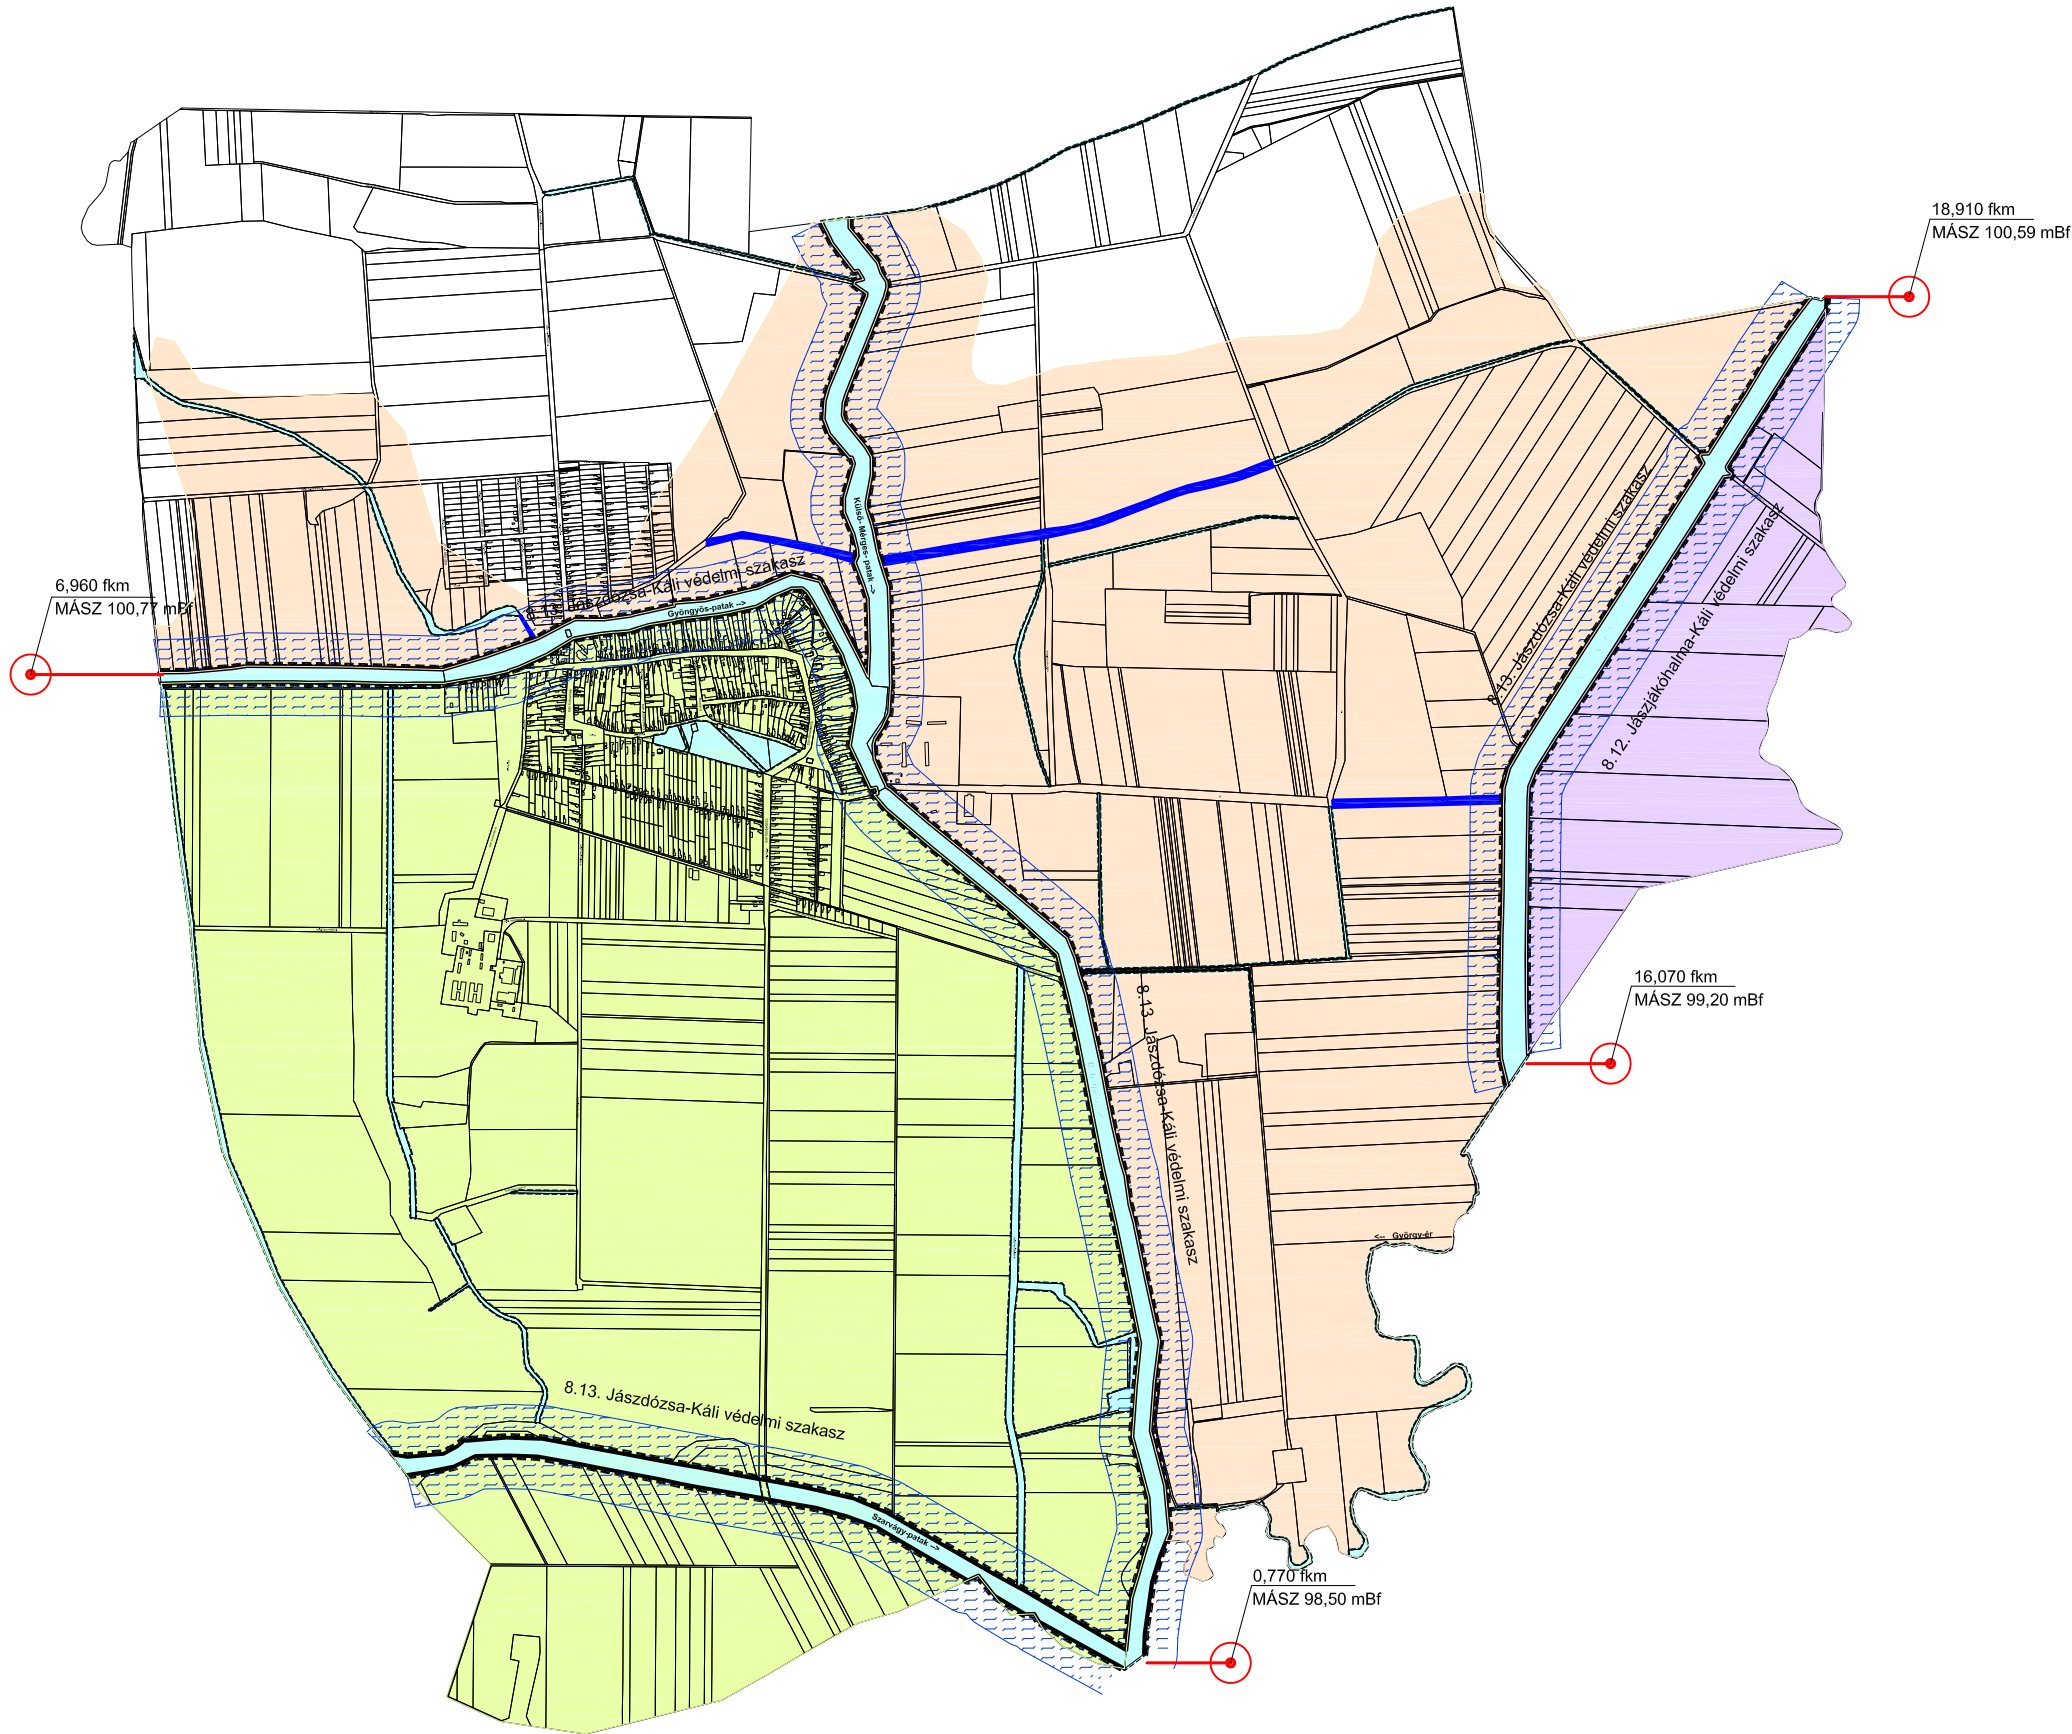 18,910 fkm
MÁSZ 100,59 mBf
Külső- Mérges- patak -->
8.13. Jászdózsa-Káli védelmi szakasz
8.12. Jászjákóhalma-Káli védelmi szakasz
6,960 fkm
MÁSZ 100,77 mBf
8.13. Jászdózsa-Káli védelmi szakasz
Gyöngyös-patak -->
16,070 fkm
MÁSZ 99,20 mBf
8.13. Jászdózsa-Káli védelmi szakasz
<-- György-ér
8.13. Jászdózsa-Káli védelmi szakasz
Szarvágy-patak -->
0,770 fkm
MÁSZ 98,50 mBf